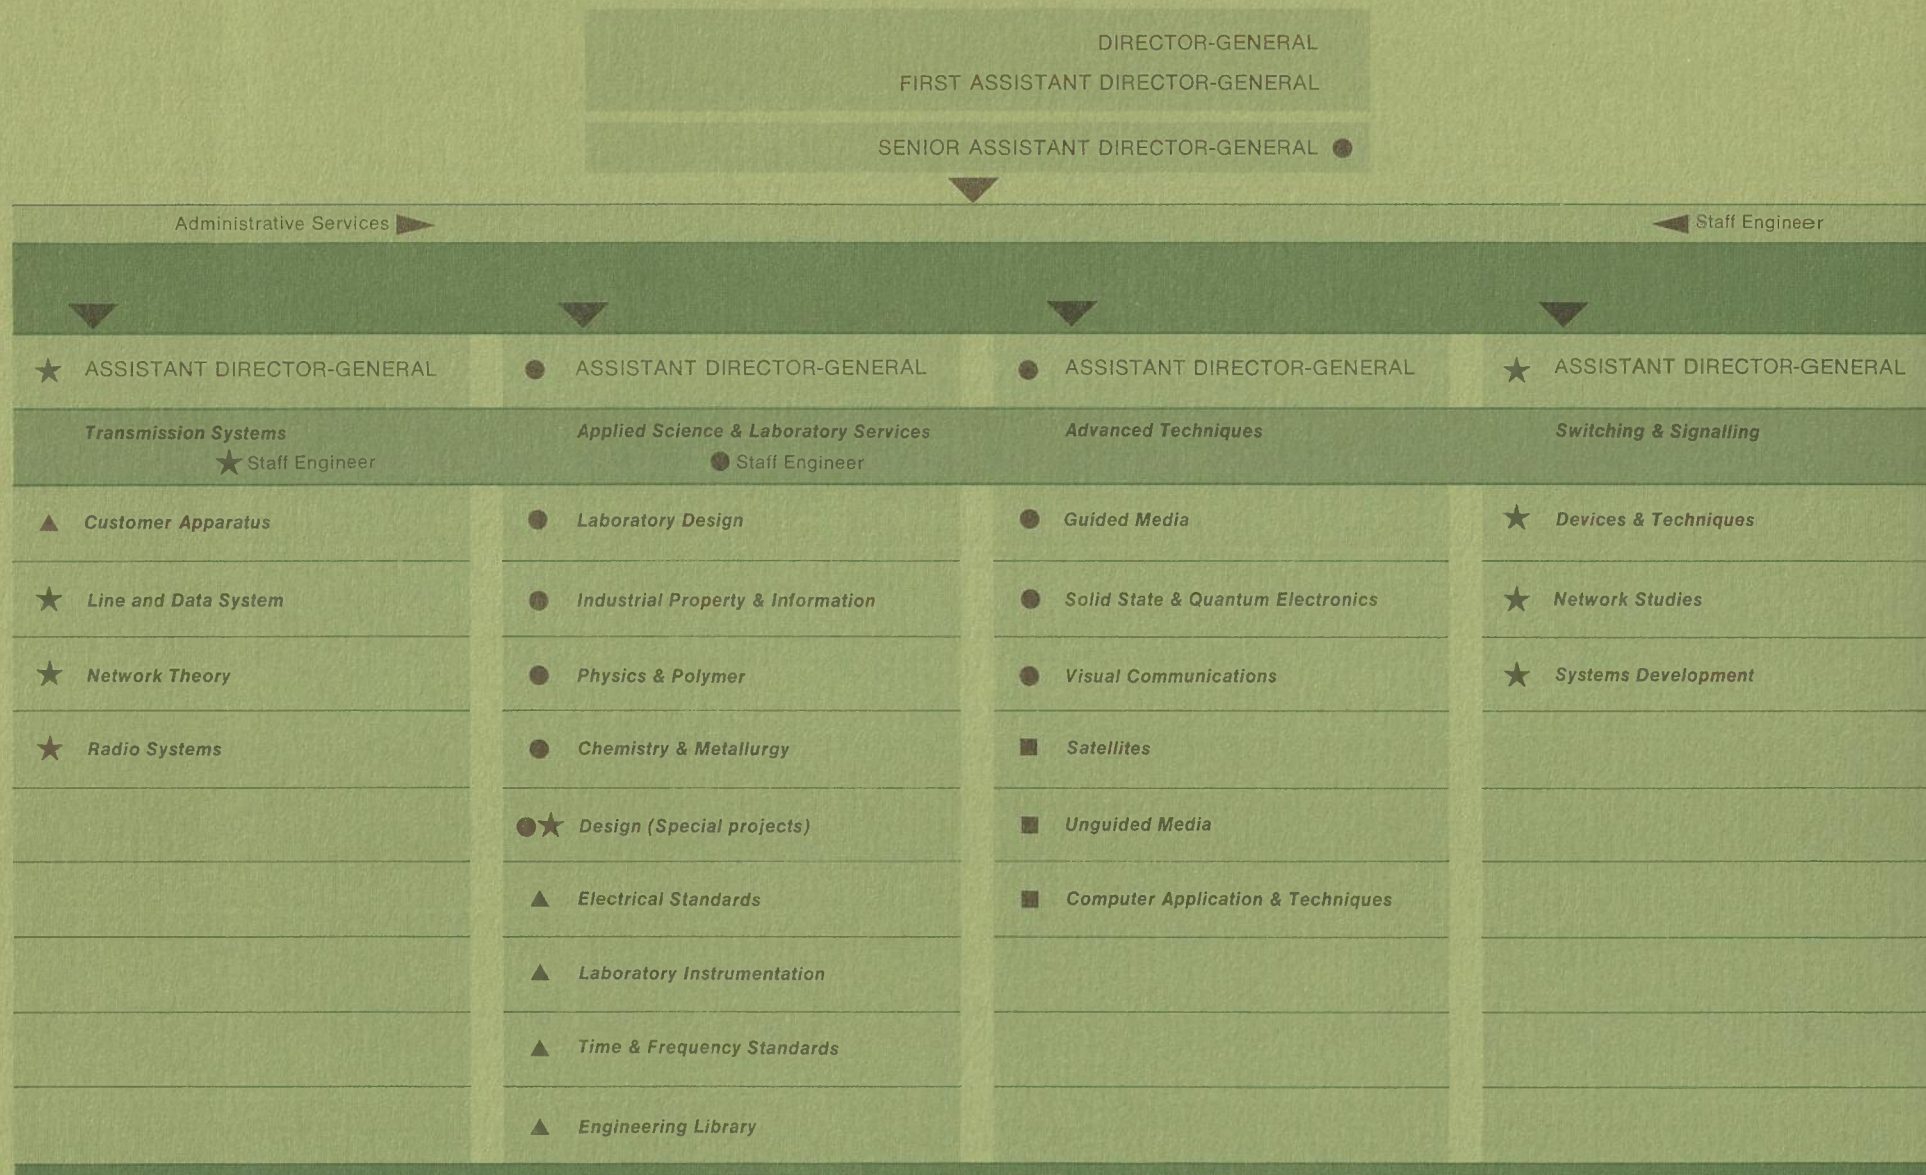 DIRECTOR-GENERAL
FIRST ASSISTANT DIRECTOR-GENERAL
SENIOR ASSISTANT DIRECTOR-GENERAL
Administrative Services
Staff Engineer
ASSISTANT DIRECTOR-GENERAL
Transmission Systems
Staff Engineer
Customer Apparatus
Line and Data System
Network Theory
Radio Systems
ASSISTANT DIRECTOR-GENERAL
Applied Science & Laboratory Services
Staff Engineer
Laboratory Design
Industrial Property & Information
Physics & Polymer
Chemistry & Metallurgy
Design (Special projects)
Electrical Standards
Laboratory Instrumentation
Time & Frequency Standards
Engineering Library
ASSISTANT DIRECTOR-GENERAL
Advanced Techniques
Guided Media
Solid State & Quantum Electronics
Visual Communications
Satellites
Unguided Media
Computer Application & Techniques
ASSISTANT DIRECTOR-GENERAL
Switching & Signalling
Devices & Techniques
Network Studies
Systems Development